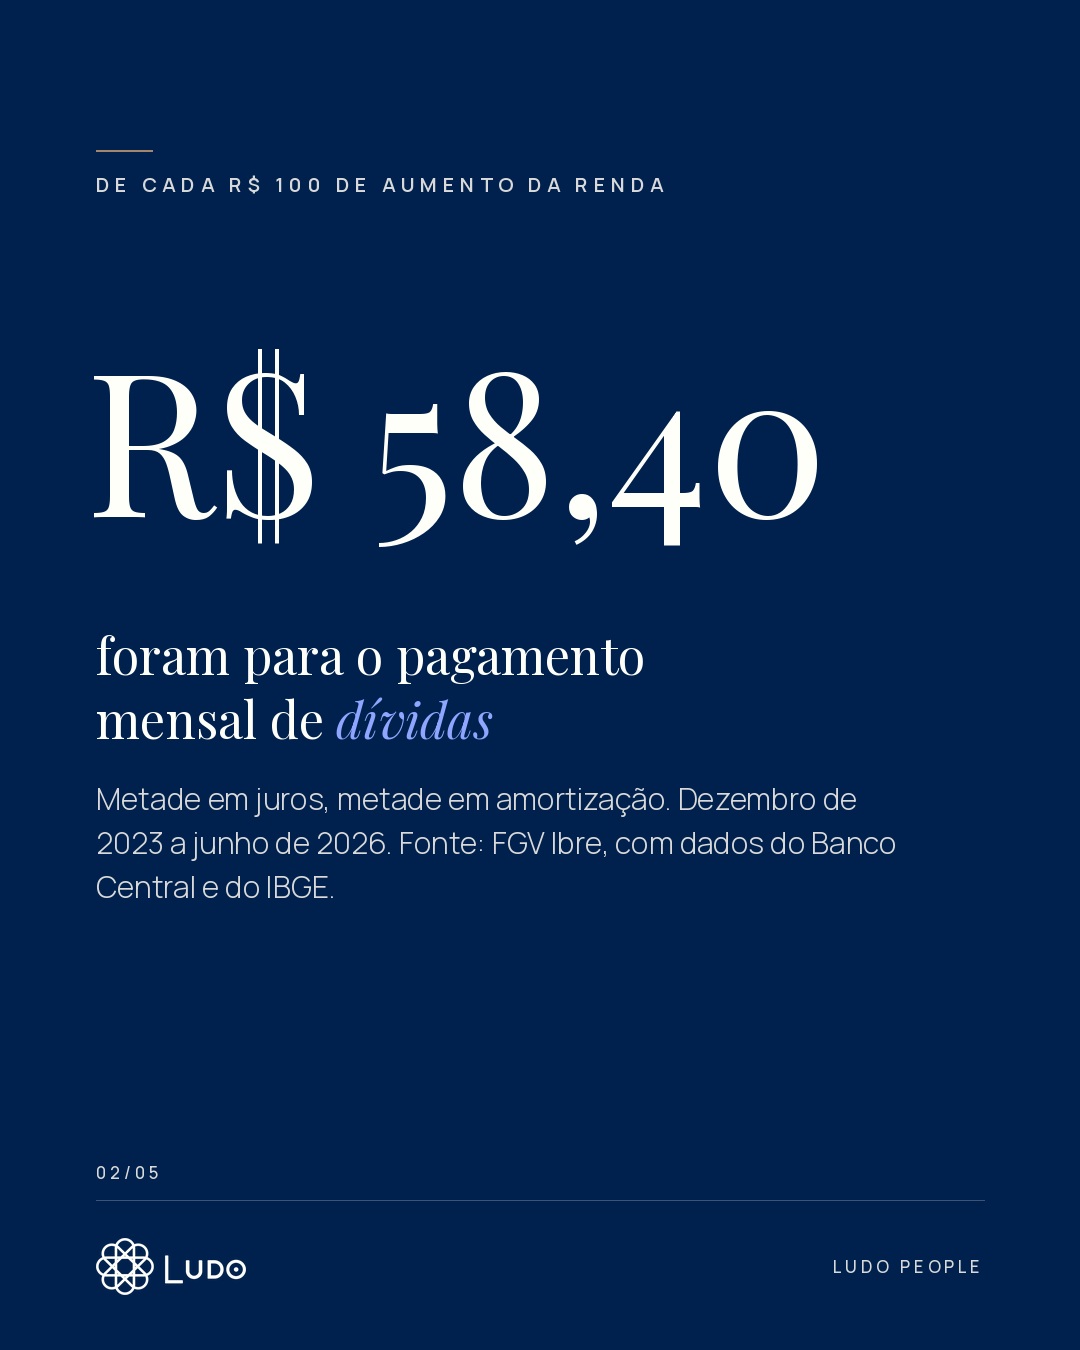 DE CADA R$ 100 DE AUMENTO DA RENDA
R$ 58,40
foram para o pagamento
mensal de dívidas
Metade em juros, metade em amortização. Dezembro de
2023 a junho de 2026. Fonte: FGV Ibre, com dados do Banco
Central e do IBGE.
02/05
LUDO
LUDO PEOPLE